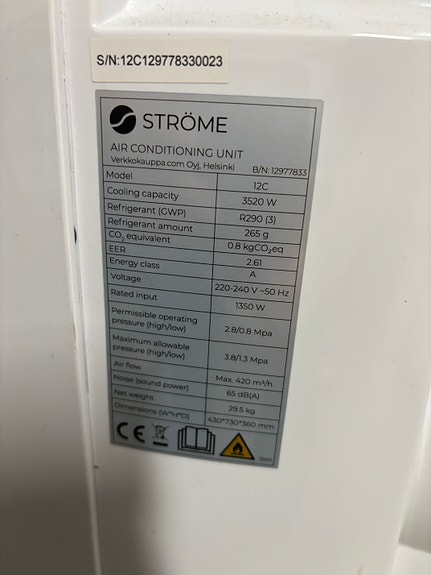 S/N:12C129778330023
STRÖME
AIR CONDITIONING UNIT
Verkkokauppa.com Oyj, Helsinki B/N: 12977833
Model 12C
Cooling capacity 3520 W
Refrigerant (GWP) R290 (3)
Refrigerant amount 265 g
CO₂ equivalent 0.8 kgCO₂eq
EER 2.61
Energy class A
Voltage 220-240 V ~50 Hz
Rated input 1350 W
Permissible operating
pressure (high/low) 2.8/0.8 Mpa
Maximum allowable
pressure (high/low) 3.8/1.3 Mpa
Air flow Max. 420 m³/h
Noise (sound power) 65 dB(A)
Net weight 29.5 kg
Dimensions (W*H*D) 430*730*360 mm
CE